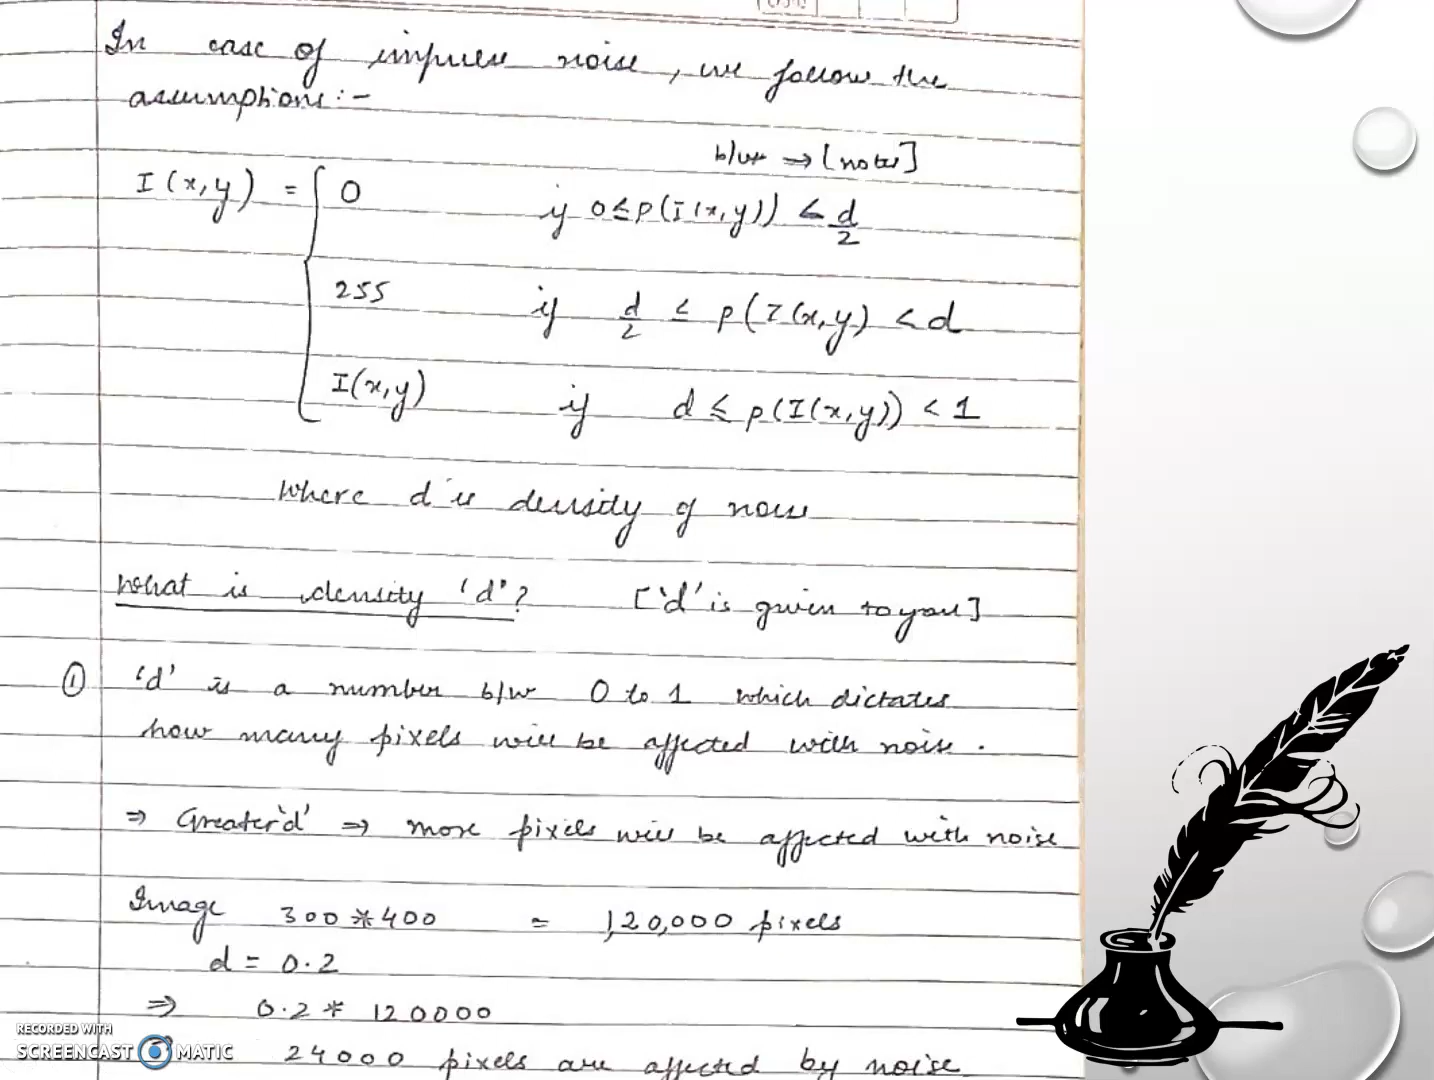 In case of impulse noise, we follow the
assumptions:-
b/w → [notes]
I(x,y) = 0 if 0≤p(I(x,y)) < d/2
255 if d/2 ≤ p(I(x,y) < d
I(x,y) if d ≤ p(I(x,y)) < 1
Where d is density of noise
What is density 'd'? ['d' is given to you]
① 'd' is a number b/w 0 to 1 which dictates
how many pixels will be affected with noise.
⇒ Greater 'd' ⇒ more pixels will be affected with noise
Image 300*400 = 1,20,000 pixels
d = 0.2
⇒ 0.2 * 120000
24000 pixels are affected by noise
RECORDED WITH
SCREENCAST MATIC